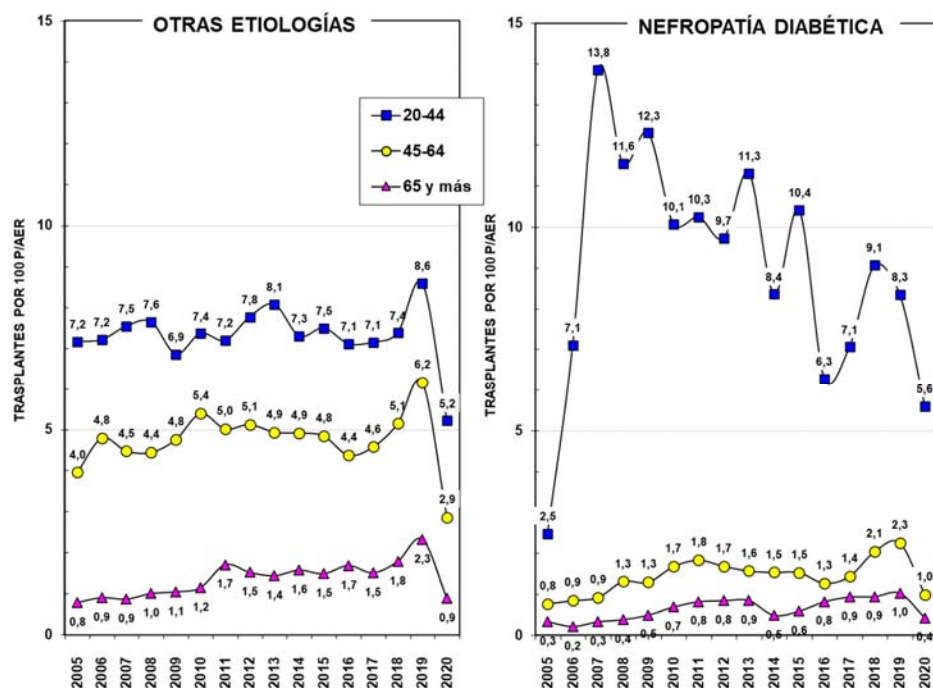 OTRAS ETIOLOGÍAS
TRASPLANTES POR 100 P/AER
15
10
5
0
20-44
45-64
65 y más
7,2 7,2 7,5 7,6 6,9 7,4 7,2 7,8 8,1 7,3 7,5 7,1 7,1 7,4 8,6 5,2
4,0 4,8 4,5 4,4 4,8 5,4 5,0 5,1 4,9 4,9 4,8 4,4 4,6 5,1 6,2 2,9
0,8 0,9 0,9 1,0 1,1 1,2 1,7 1,5 1,4 1,6 1,5 1,7 1,5 1,8 2,3 0,9
2005 2006 2007 2008 2009 2010 2011 2012 2013 2014 2015 2016 2017 2018 2019 2020
NEFROPATÍA DIABÉTICA
TRASPLANTES POR 100 P/AER
15
10
5
0
2,5 7,1 13,8 11,6 12,3 10,1 10,3 9,7 11,3 8,4 10,4 6,3 7,1 9,1 8,3 5,6
0,8 0,9 0,9 1,3 1,3 1,7 1,8 1,7 1,6 1,5 1,5 1,3 1,4 2,1 2,3 1,0
0,3 0,2 0,3 0,4 0,5 0,7 0,8 0,8 0,9 0,5 0,6 0,8 0,9 0,9 1,0 0,4
2005 2006 2007 2008 2009 2010 2011 2012 2013 2014 2015 2016 2017 2018 2019 2020